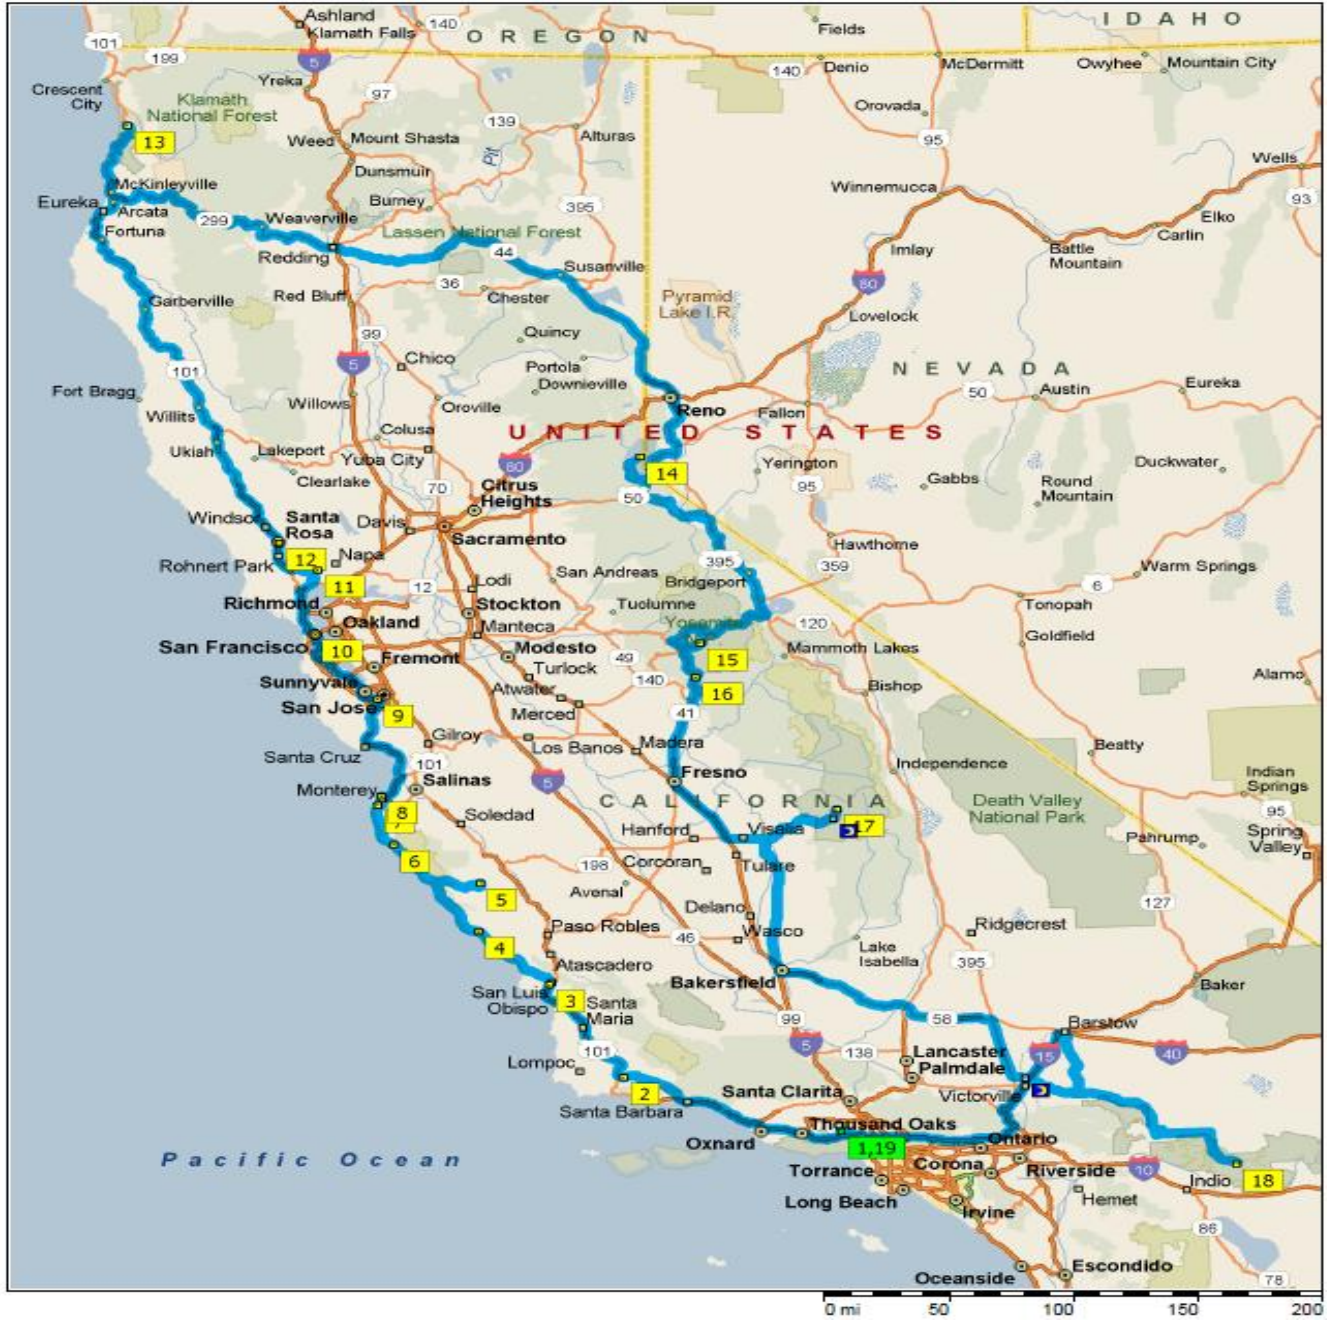 Ashland
140
Klamath Falls
OREGON
IDAHO
Fields
101
199
5
McDermitt
Owyhee
Mountain City
140
Denio
Yreka
97
Crescent
City
Klamath
National Forest
Orovada
139
Alturas
95
13
Weed
Mount Shasta
Pit
Wells
Dunsmuir
McKinleyville
Winnemucca
93
Eureka
Arcata
Burney
395
Elko
299
Weaverville
Fortuna
Lassen National Forest
Carlin
Redding
44
Imlay
Battle
Mountain
Susanville
36
80
Garberville
Red Bluff
Chester
Pyramid
Lake I.R.
Lovelock
99
Quincy
5
Chico
101
Portola
NEVADA
Downieville
50
Austin
Eureka
Fort Bragg
Willows
Oroville
Reno
Fallon
Willits
Colusa
UNITED STATES
Ukiah
Lakeport
Yuba City
80
14
Yerington
Duckwater
Clearlake
70
Citrus
Heights
50
95
Gabbs
Round
Mountain
Windsor
Santa
Rosa
Davis
Sacramento
Hawthorne
Rohnert Park
12
Napa
395
359
Warm Springs
San Andreas
Bridgeport
11
12
Lodi
6
Richmond
Stockton
Tuolumne
Tonopah
Oakland
Manteca
Yosemite
120
Goldfield
San Francisco
10
Fremont
Modesto
49
15
Mammoth Lakes
Turlock
Sunnyvale
Atwater
140
16
Bishop
Alamo
San Jose
9
Merced
41
Gilroy
Los Banos
Madera
Beatty
Santa Cruz
101
Independence
Salinas
5
Fresno
Indian
Springs
Monterey
CALIFORNIA
Death Valley
National Park
8
7
Soledad
Hanford
Visalia
17
Pahrump
95
Spring
Valley
6
198
Corcoran
Tulare
5
Avenal
127
Delano
Paso Robles
Wasco
Ridgecrest
4
46
Lake
Isabella
395
Atascadero
Bakersfield
Baker
San Luis
Obispo
3
Santa
Maria
99
58
Barstow
101
5
138
Lancaster
15
40
Lompoc
Palmdale
2
Santa Clarita
Victorville
Santa Barbara
Thousand Oaks
Oxnard
Ontario
Pacific Ocean
1,19
Torrance
Corona
Riverside
10
Indio
18
Long Beach
Hemet
Irvine
86
Escondido
Oceanside
78
0 mi 50 100 150 200